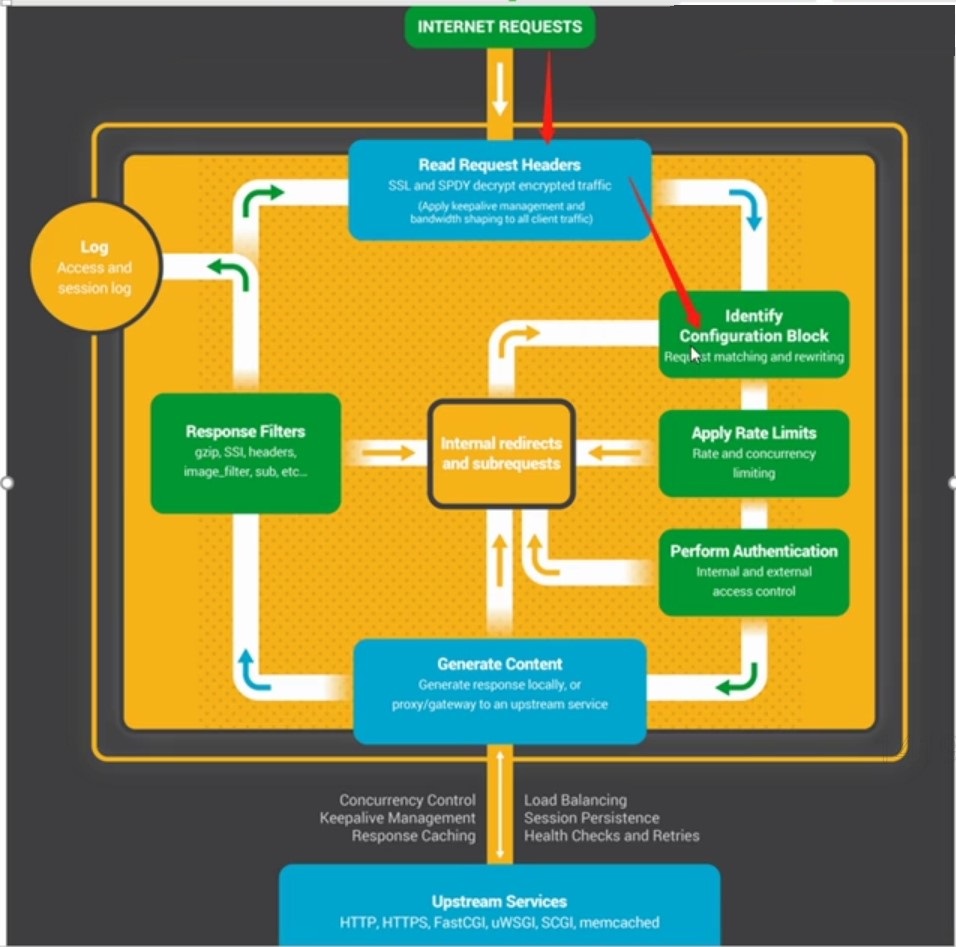 INTERNET REQUESTS
Read Request Headers
SSL and SPDY decrypt encrypted traffic
(Apply keepalive management and
bandwidth shaping to all client traffic)
Log
Access and
session log
Identify
Configuration Block
Request matching and rewriting
Response Filters
gzip, SSI, headers,
image_filter, sub, etc...
Internal redirects
and subrequests
Apply Rate Limits
Rate and concurrency
limiting
Perform Authentication
Internal and external
access control
Generate Content
Generate response locally, or
proxy/gateway to an upstream service
Concurrency Control
Keepalive Management
Response Caching
Load Balancing
Session Persistence
Health Checks and Retries
Upstream Services
HTTP, HTTPS, FastCGI, uWSGI, SCGI, memcached